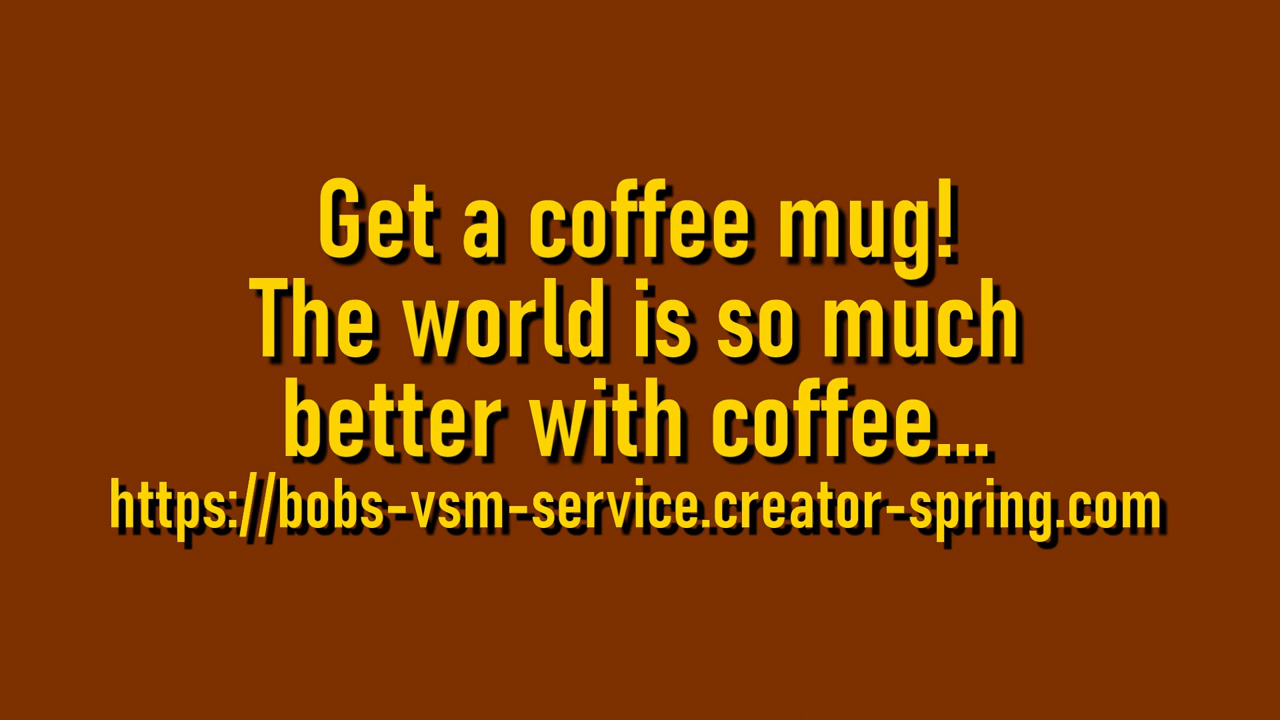 Get a coffee mug!
The world is so much
better with coffee...
https://bobs-vsm-service.creator-spring.com